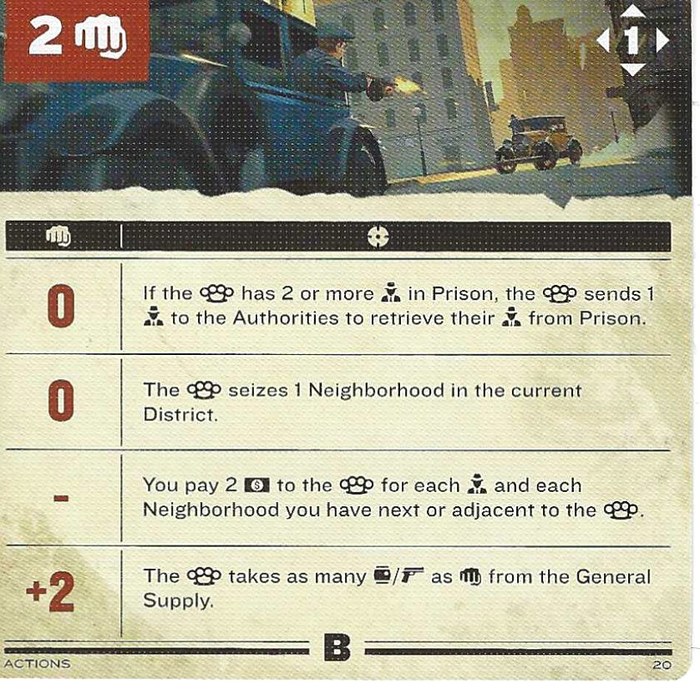 2
1
0
If the has 2 or more in Prison, the sends 1
to the Authorities to retrieve their from Prison.
0
The seizes 1 Neighborhood in the current
District.
-
You pay 2 $ to the for each and each
Neighborhood you have next or adjacent to the .
+2
The takes as many / as from the General
Supply.
B
ACTIONS 20